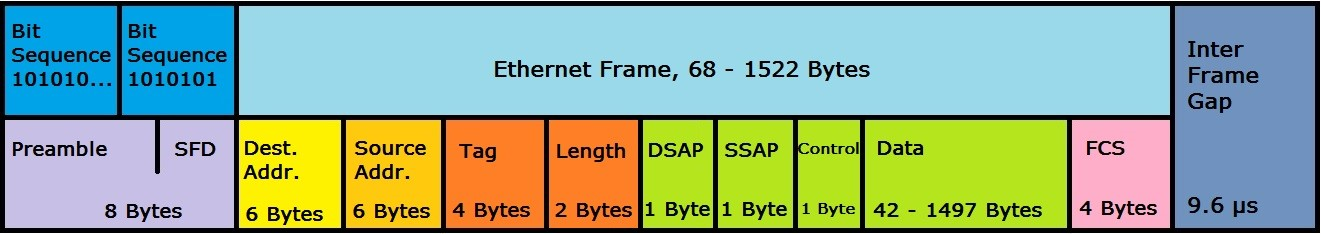 Bit
Sequence
101010...
Bit
Sequence
1010101
Ethernet Frame, 68 - 1522 Bytes
Inter
Frame
Gap
9.6 µs
Preamble
SFD
8 Bytes
Dest.
Addr.
6 Bytes
Source
Addr.
6 Bytes
Tag
4 Bytes
Length
2 Bytes
DSAP
1 Byte
SSAP
1 Byte
Control
1 Byte
Data
42 - 1497 Bytes
FCS
4 Bytes